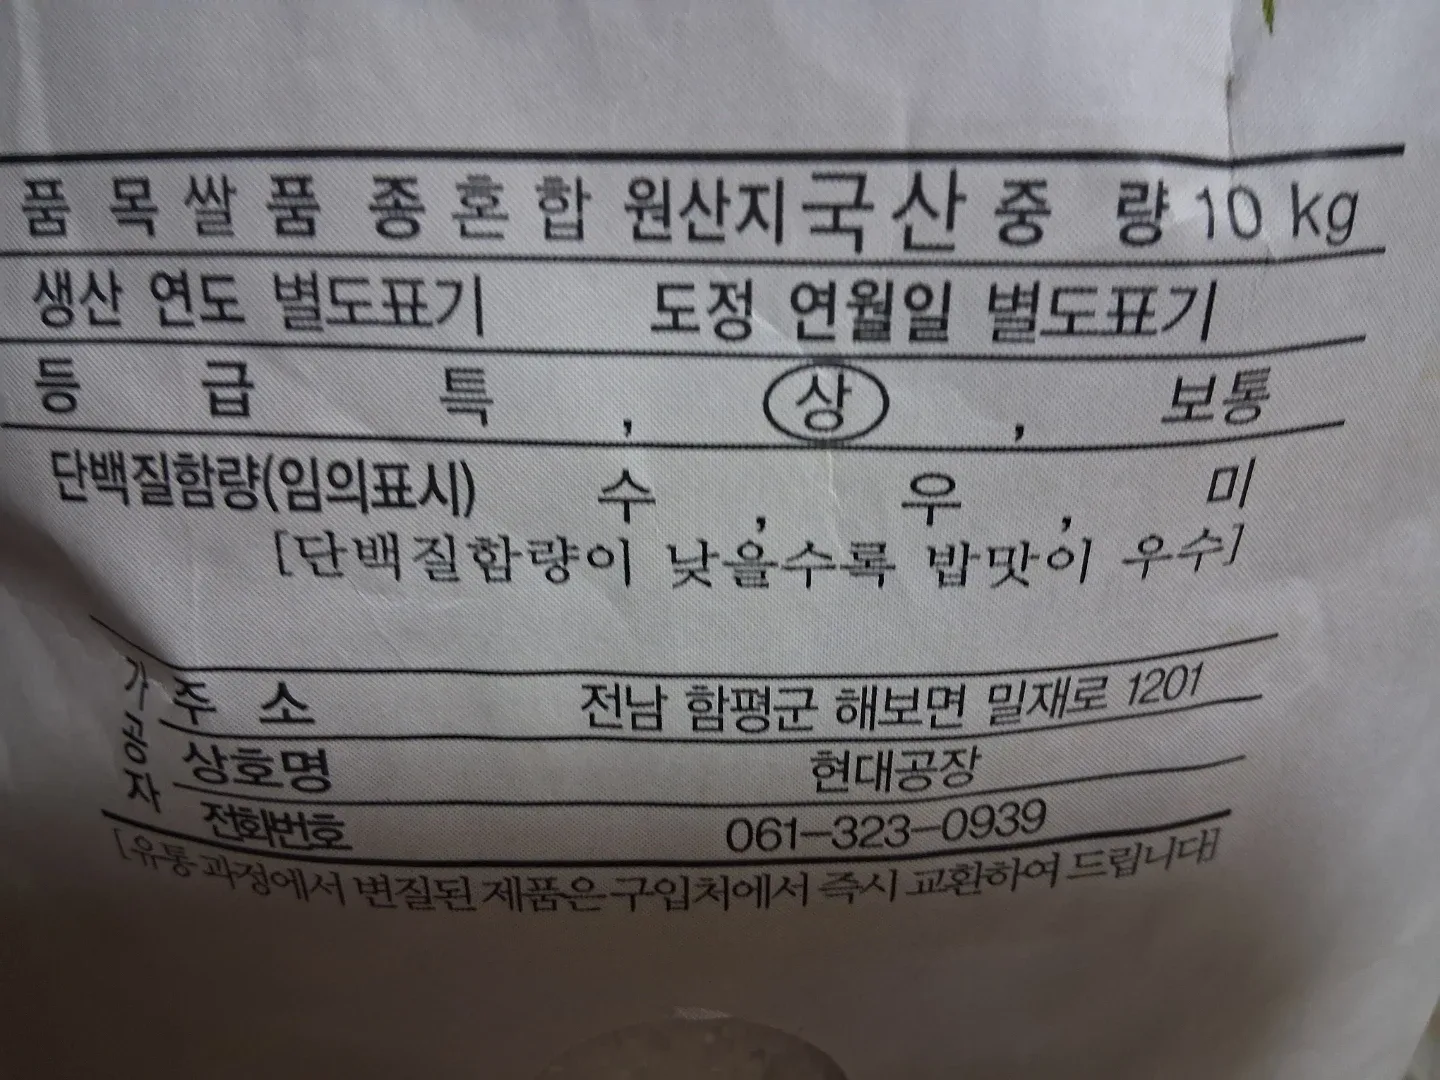 품 목 쌀 품 종 혼 합 원산지 국산 중 량 10 kg
생산 연도 별도표기 도정 연월일 별도표기
등 급 특 , 상 , 보통
단백질함량(임의표시) 수 , 우 , 미
[단백질함량이 낮을수록 밥맛이 우수]
가공자
주 소 전남 함평군 해보면 밀재로 1201
상호명 현대공장
전화번호 061-323-0939
[유통과정에서 변질된 제품은 구입처에서 즉시 교환하여 드립니다]